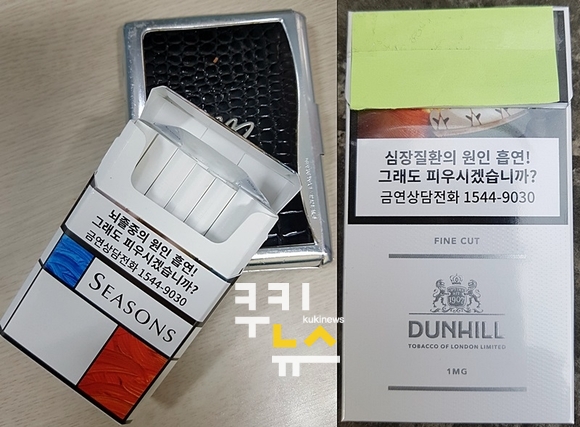 뇌졸중의 원인 흡연!
그래도 피우시겠습니까?
금연상담전화 1544-9030
SEASONS
쿠키
kukinews
뉴스
심장질환의 원인 흡연!
그래도 피우시겠습니까?
금연상담전화 1544-9030
FINE CUT
1907
DUNHILL
TOBACCO OF LONDON LIMITED
1MG